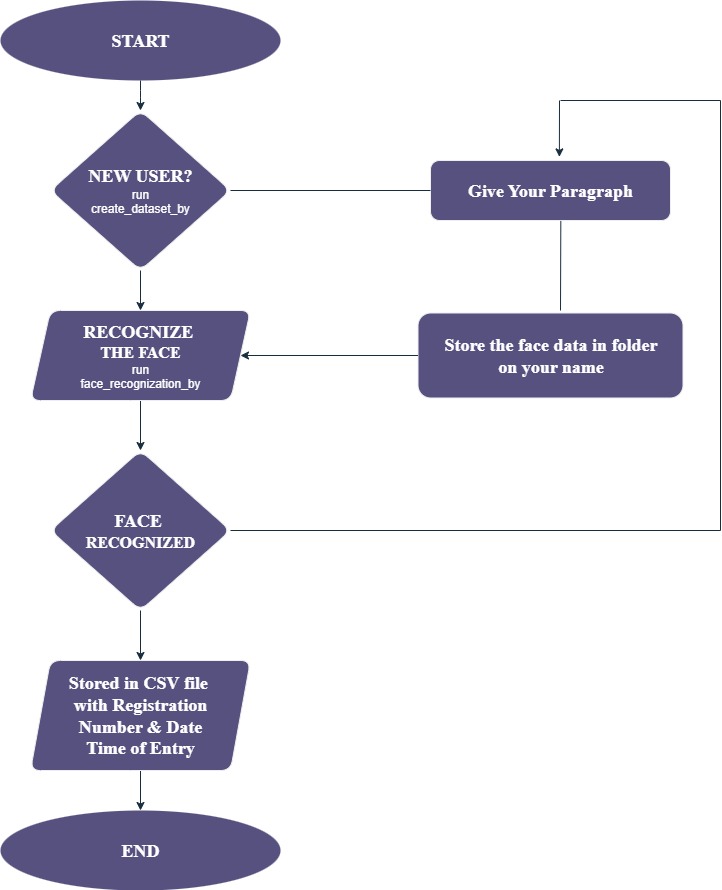 START
NEW USER?
run
create_dataset_by
Give Your Paragraph
RECOGNIZE
THE FACE
run
face_recognization_by
Store the face data in folder
on your name
FACE
RECOGNIZED
Stored in CSV file
with Registration
Number & Date
Time of Entry
END